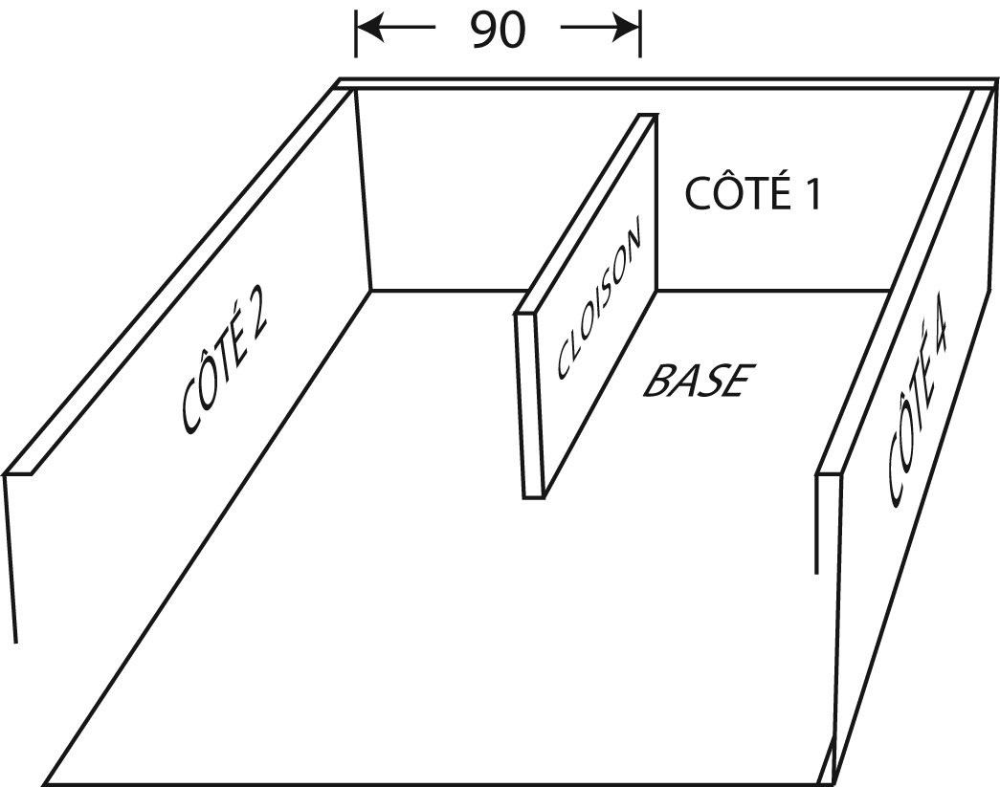 90
CÔTÉ 1
CLOISON
CÔTÉ 2
CÔTÉ 4
BASE